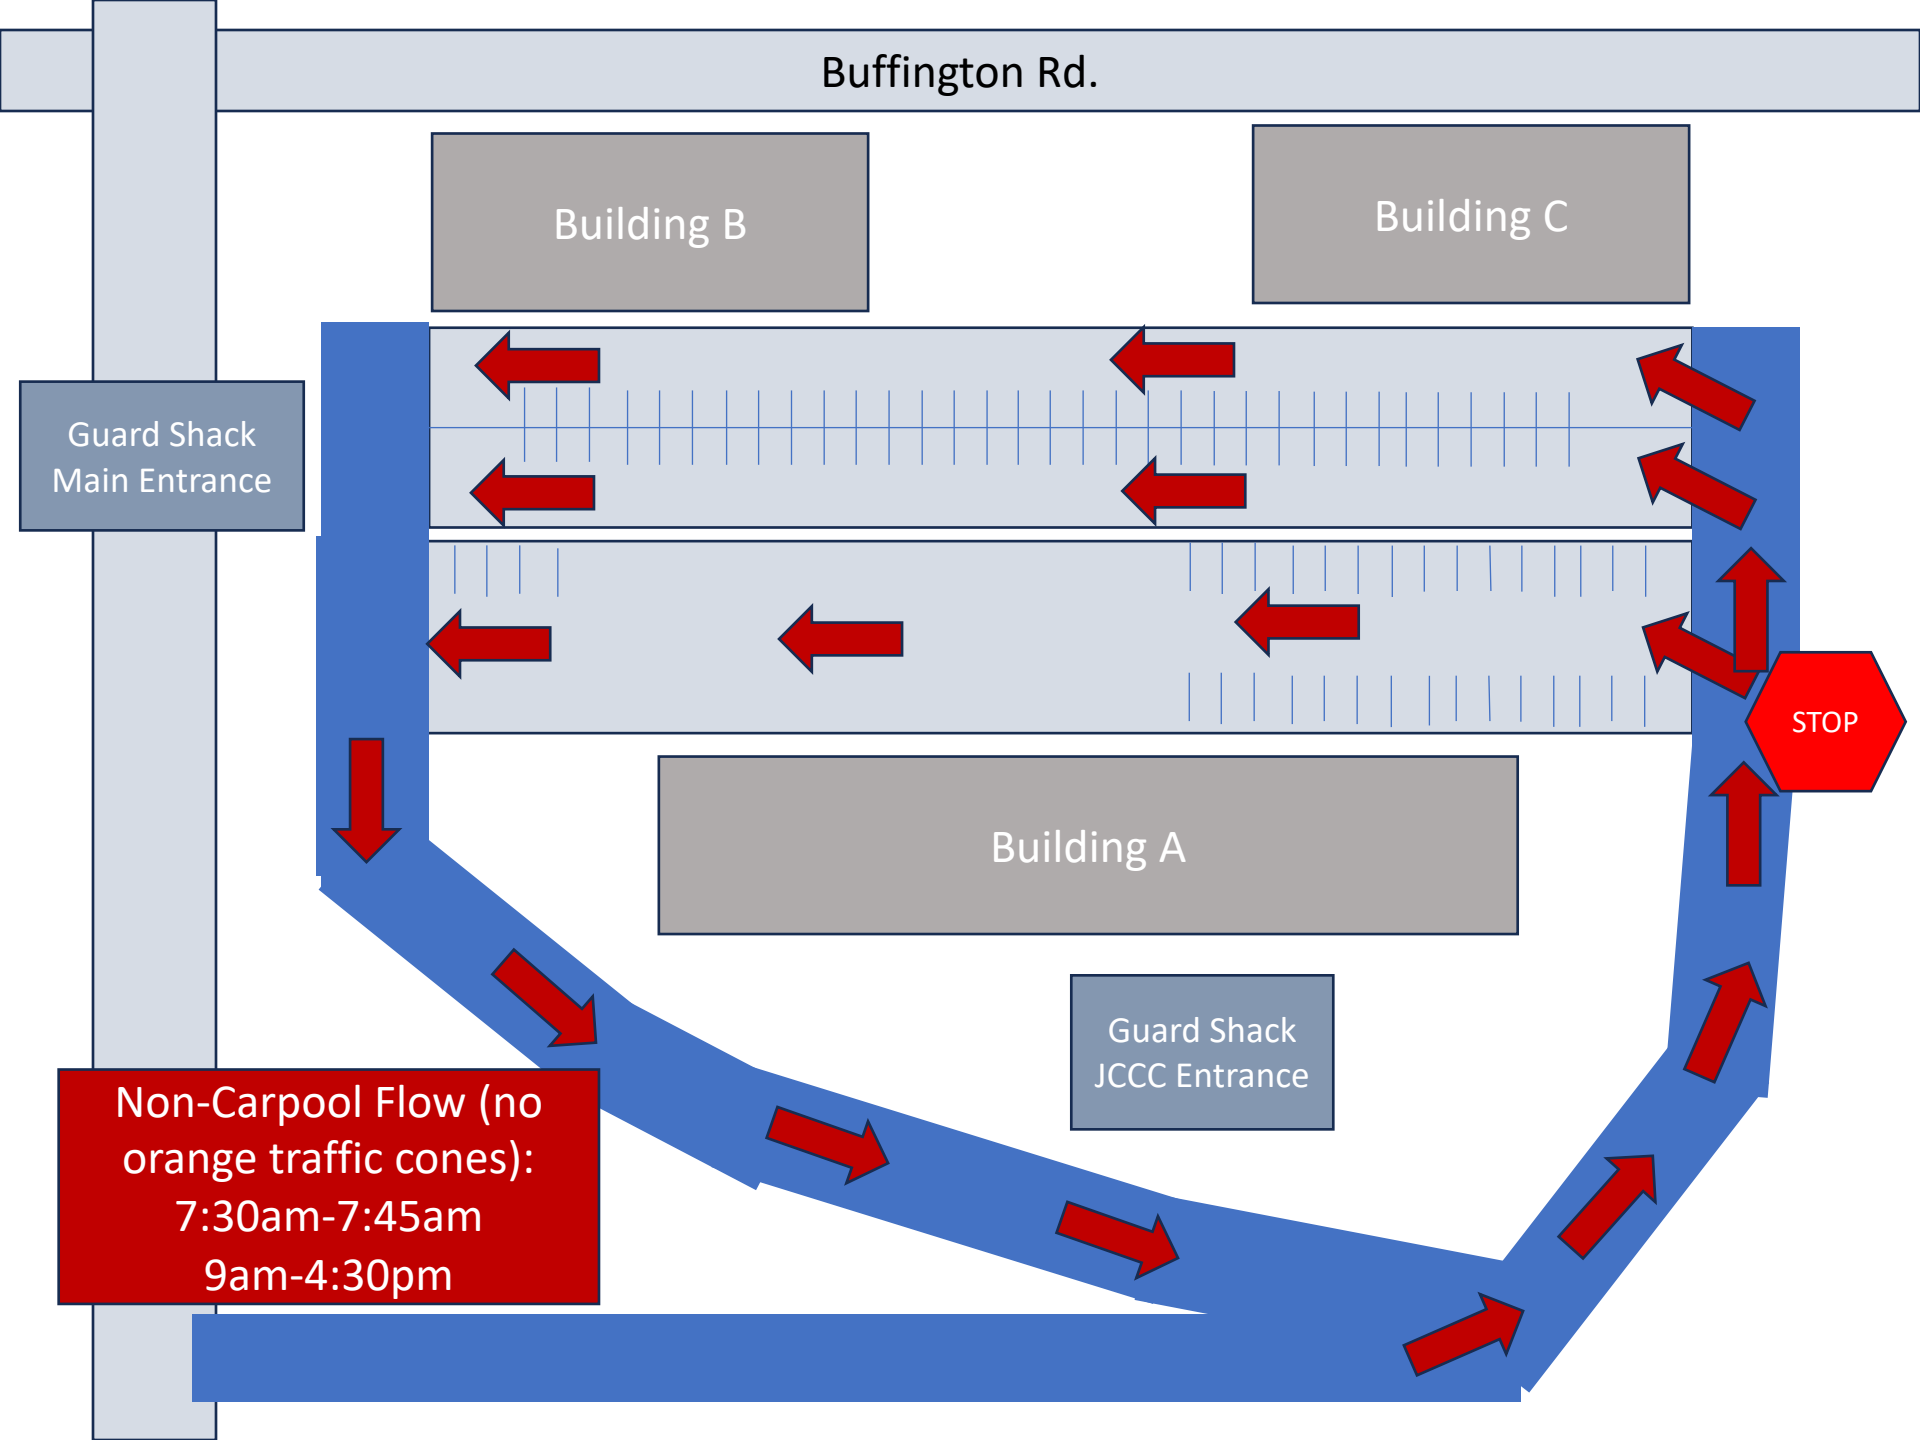 Buffington Rd.
Building B
Building C
Guard Shack
Main Entrance
STOP
Building A
Guard Shack
JCCC Entrance
Non-Carpool Flow (no
orange traffic cones):
7:30am-7:45am
9am-4:30pm